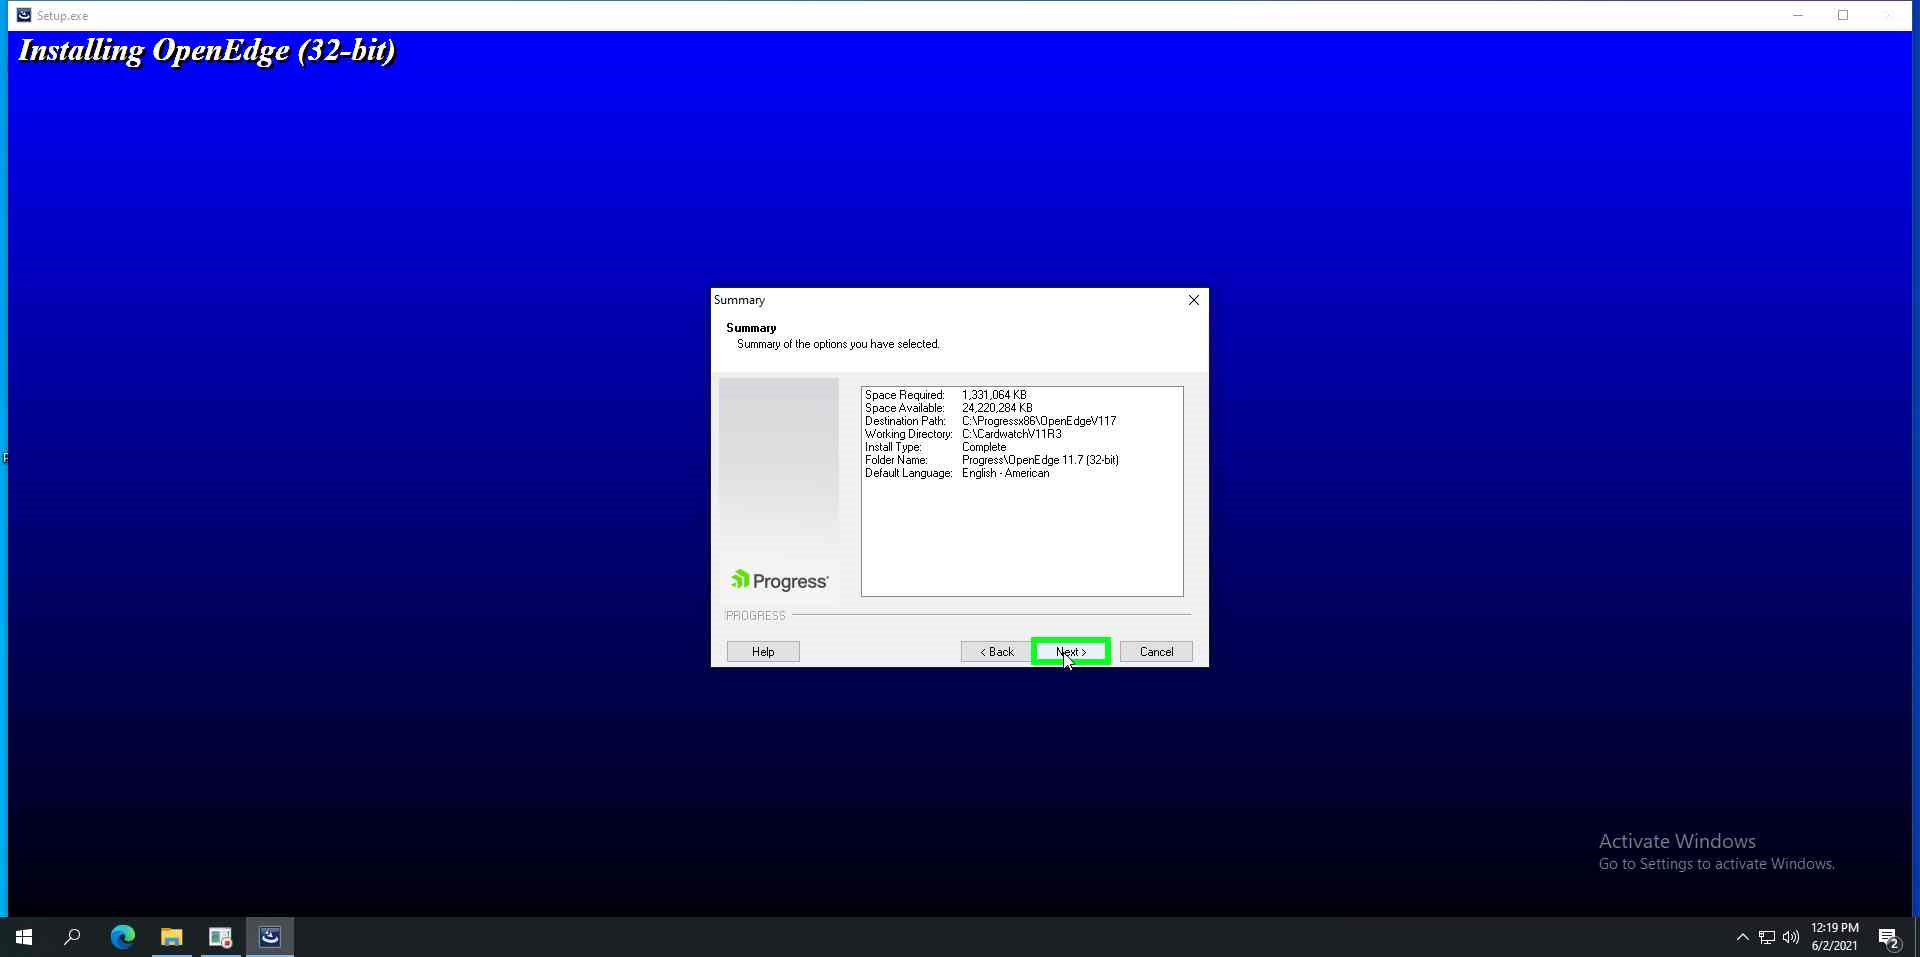 Setup.exe
Installing OpenEdge (32-bit)
Summary
Summary
Summary of the options you have selected.
Space Required: 1,331,064 KB
Space Available: 24,220,284 KB
Destination Path: C:\Progressx86\OpenEdgeV117
Working Directory: C:\CardwatchV11R3
Install Type: Complete
Folder Name: Progress\OpenEdge 11.7 (32-bit)
Default Language: English - American
Progress
PROGRESS
Help
< Back
Next >
Cancel
Activate Windows
Go to Settings to activate Windows.
12:19 PM
6/2/2021
2